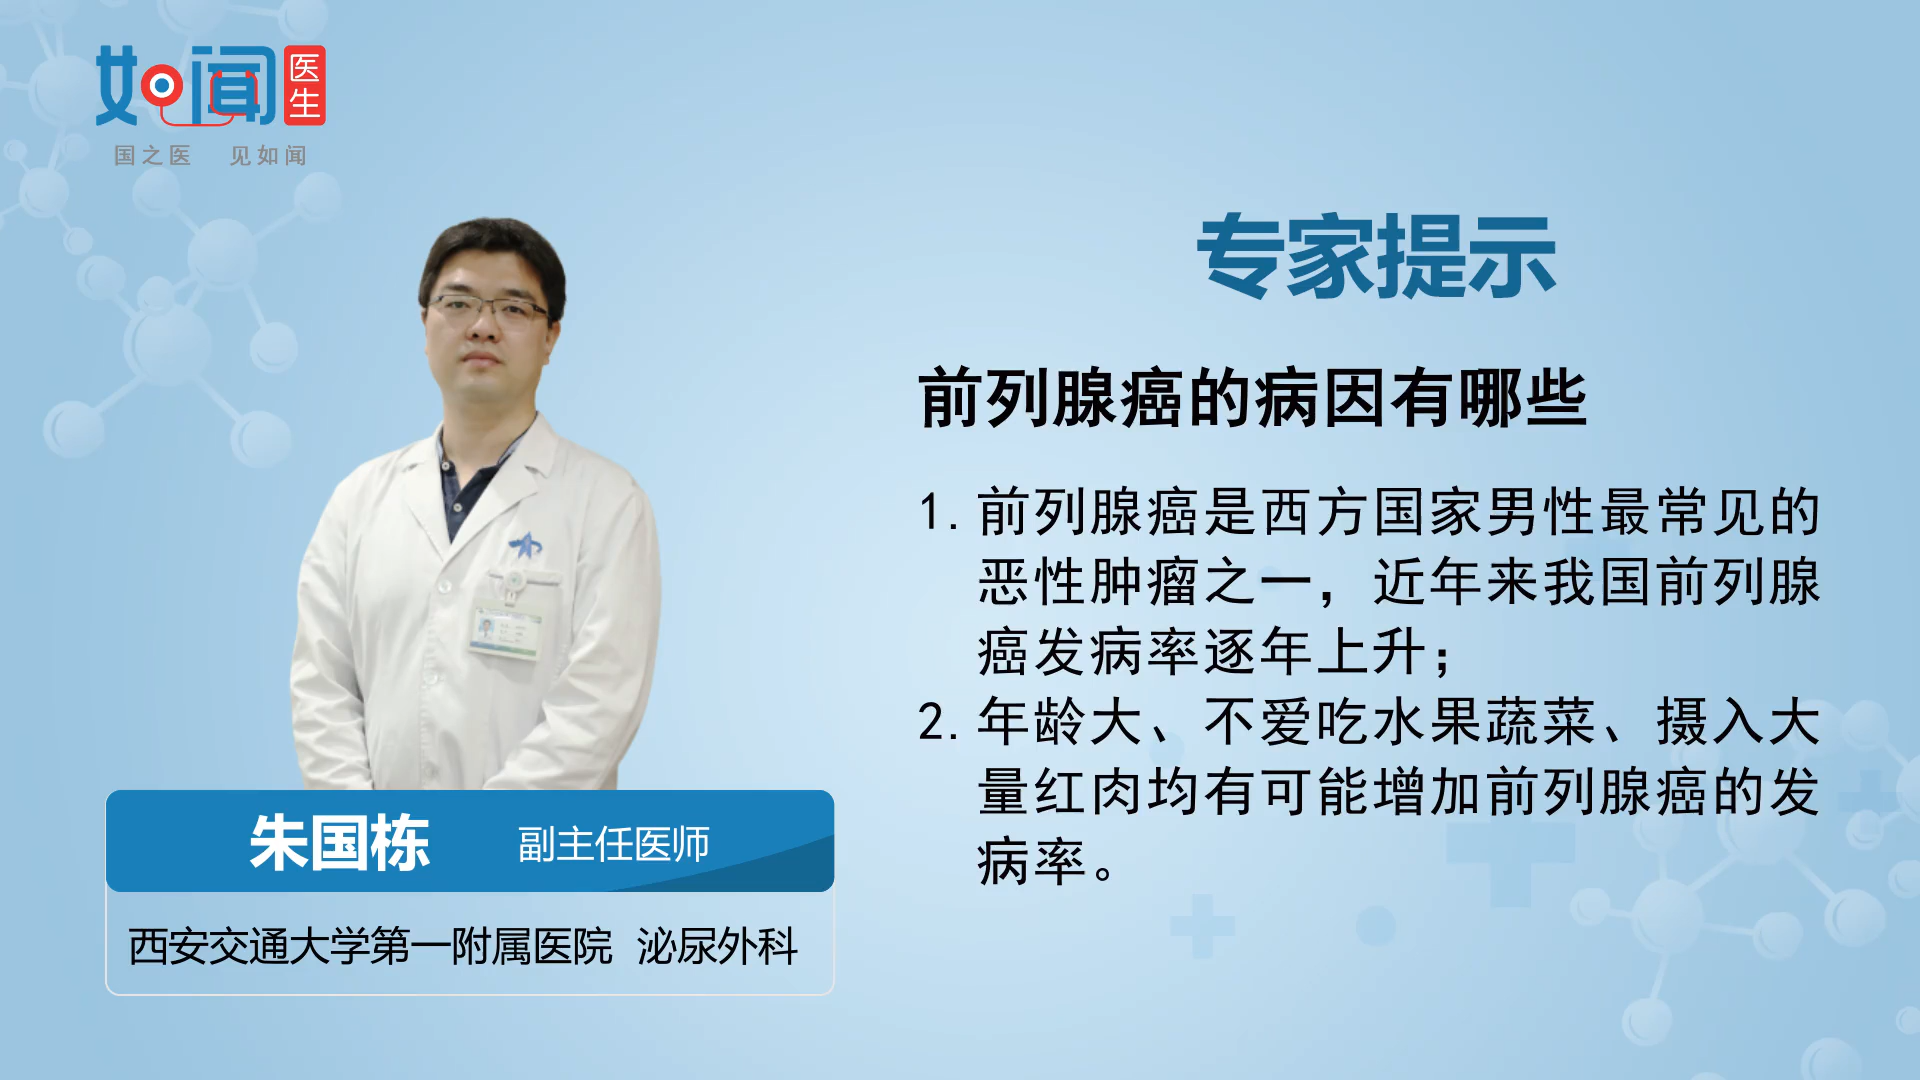 如闻医生
国之医 见如闻
专家提示
前列腺癌的病因有哪些
1. 前列腺癌是西方国家男性最常见的
恶性肿瘤之一，近年来我国前列腺
癌发病率逐年上升；
2. 年龄大、不爱吃水果蔬菜、摄入大
量红肉均有可能增加前列腺癌的发
病率。
朱国栋 副主任医师
西安交通大学第一附属医院 泌尿外科